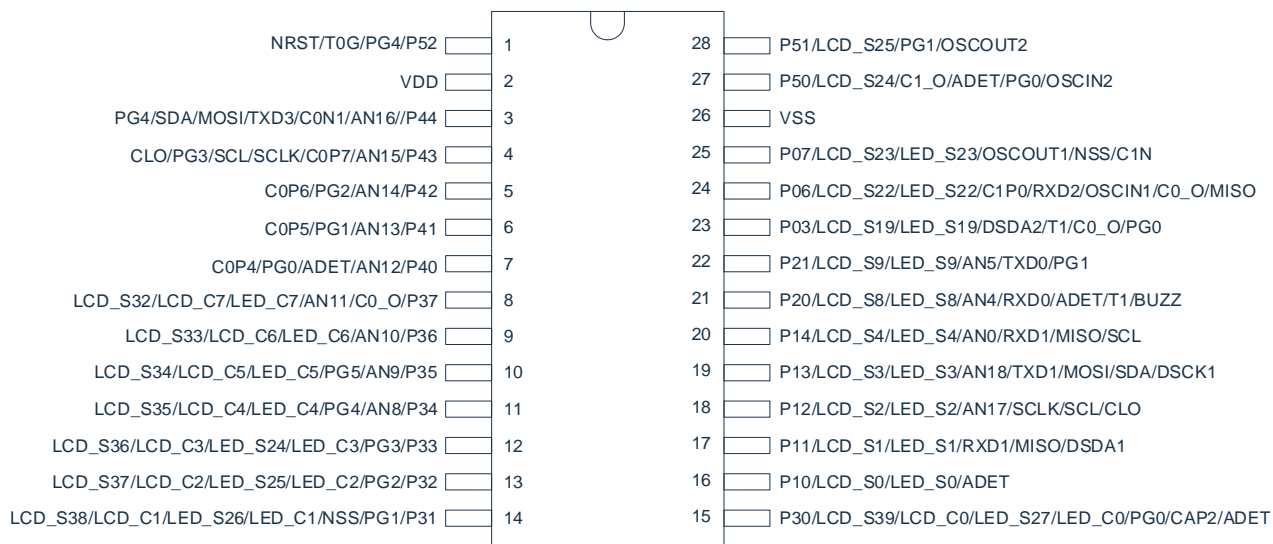 NRST/T0G/PG4/P52 1 28 P51/LCD_S25/PG1/OSCOUT2
VDD 2 27 P50/LCD_S24/C1_O/ADET/PG0/OSCIN2
PG4/SDA/MOSI/TXD3/C0N1/AN16//P44 3 26 VSS
CLO/PG3/SCL/SCLK/C0P7/AN15/P43 4 25 P07/LCD_S23/LED_S23/OSCOUT1/NSS/C1N
C0P6/PG2/AN14/P42 5 24 P06/LCD_S22/LED_S22/C1P0/RXD2/OSCIN1/C0_O/MISO
C0P5/PG1/AN13/P41 6 23 P03/LCD_S19/LED_S19/DSDA2/T1/C0_O/PG0
C0P4/PG0/ADET/AN12/P40 7 22 P21/LCD_S9/LED_S9/AN5/TXD0/PG1
LCD_S32/LCD_C7/LED_C7/AN11/C0_O/P37 8 21 P20/LCD_S8/LED_S8/AN4/RXD0/ADET/T1/BUZZ
LCD_S33/LCD_C6/LED_C6/AN10/P36 9 20 P14/LCD_S4/LED_S4/AN0/RXD1/MISO/SCL
LCD_S34/LCD_C5/LED_C5/PG5/AN9/P35 10 19 P13/LCD_S3/LED_S3/AN18/TXD1/MOSI/SDA/DSCK1
LCD_S35/LCD_C4/LED_C4/PG4/AN8/P34 11 18 P12/LCD_S2/LED_S2/AN17/SCLK/SCL/CLO
LCD_S36/LCD_C3/LED_S24/LED_C3/PG3/P33 12 17 P11/LCD_S1/LED_S1/RXD1/MISO/DSDA1
LCD_S37/LCD_C2/LED_S25/LED_C2/PG2/P32 13 16 P10/LCD_S0/LED_S0/ADET
LCD_S38/LCD_C1/LED_S26/LED_C1/NSS/PG1/P31 14 15 P30/LCD_S39/LCD_C0/LED_S27/LED_C0/PG0/CAP2/ADET